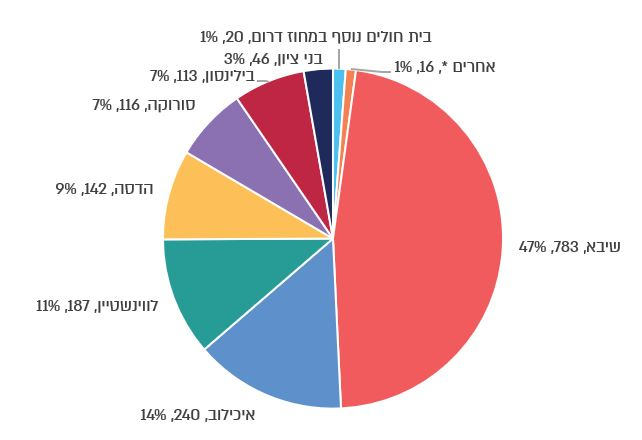 בית חולים נוסף במחוז דרום, 20, 1%
בני ציון, 46, 3%
אחרים *, 16, 1%
בילינסון, 113, 7%
סורוקה, 116, 7%
הדסה, 142, 9%
שיבא, 783, 47%
לווינשטיין, 187, 11%
איכילוב, 240, 14%